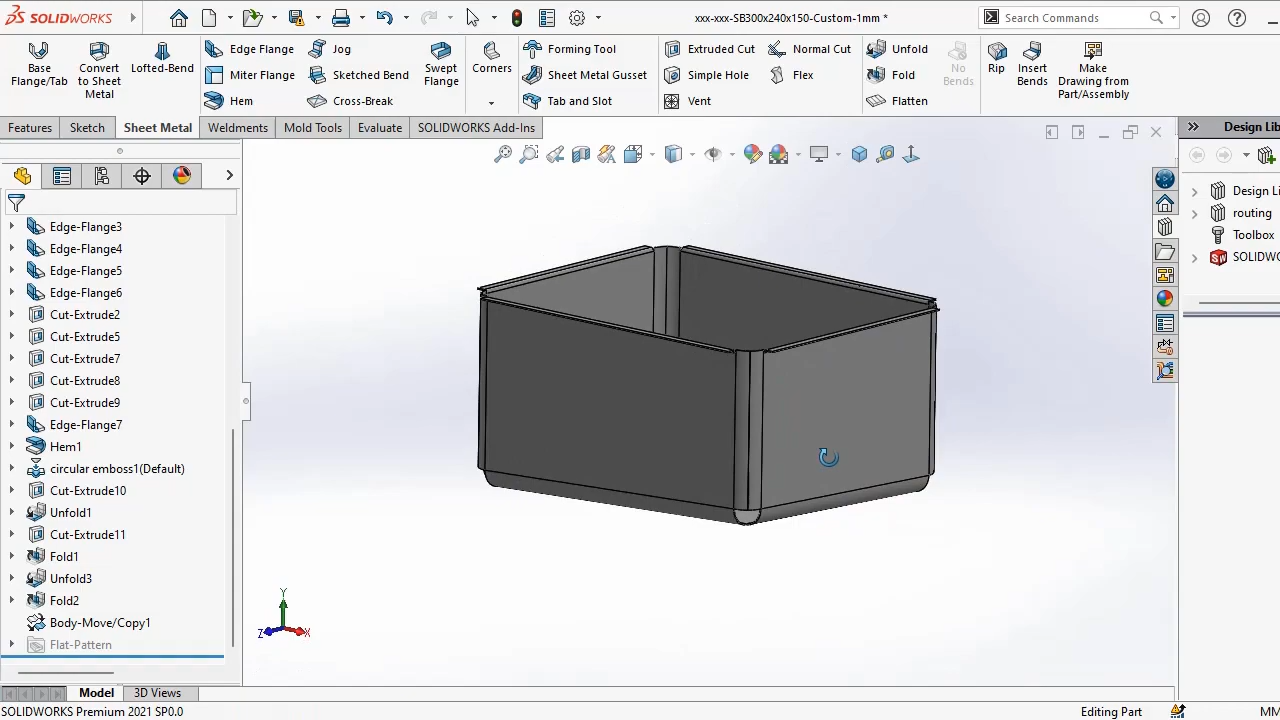 SOLIDWORKS
xxx-xxx-SB300x240x150-Custom-1mm *
Search Commands
?
Base Flange/Tab
Convert to Sheet Metal
Lofted-Bend
Edge Flange
Miter Flange
Hem
Jog
Sketched Bend
Cross-Break
Swept Flange
Corners
Forming Tool
Sheet Metal Gusset
Tab and Slot
Extruded Cut
Simple Hole
Vent
Normal Cut
Flex
Unfold
Fold
Flatten
No Bends
Rip
Insert Bends
Make Drawing from Part/Assembly
Features
Sketch
Sheet Metal
Weldments
Mold Tools
Evaluate
SOLIDWORKS Add-Ins
Design Li
Edge-Flange3
Edge-Flange4
Edge-Flange5
Edge-Flange6
Cut-Extrude2
Cut-Extrude5
Cut-Extrude7
Cut-Extrude8
Cut-Extrude9
Edge-Flange7
Hem1
circular emboss1(Default)
Cut-Extrude10
Unfold1
Cut-Extrude11
Fold1
Unfold3
Fold2
Body-Move/Copy1
Flat-Pattern
Y
Z
X
Design Li
routing
Toolbox
SOLIDWO
Model
3D Views
SOLIDWORKS Premium 2021 SP0.0
Editing Part
MM